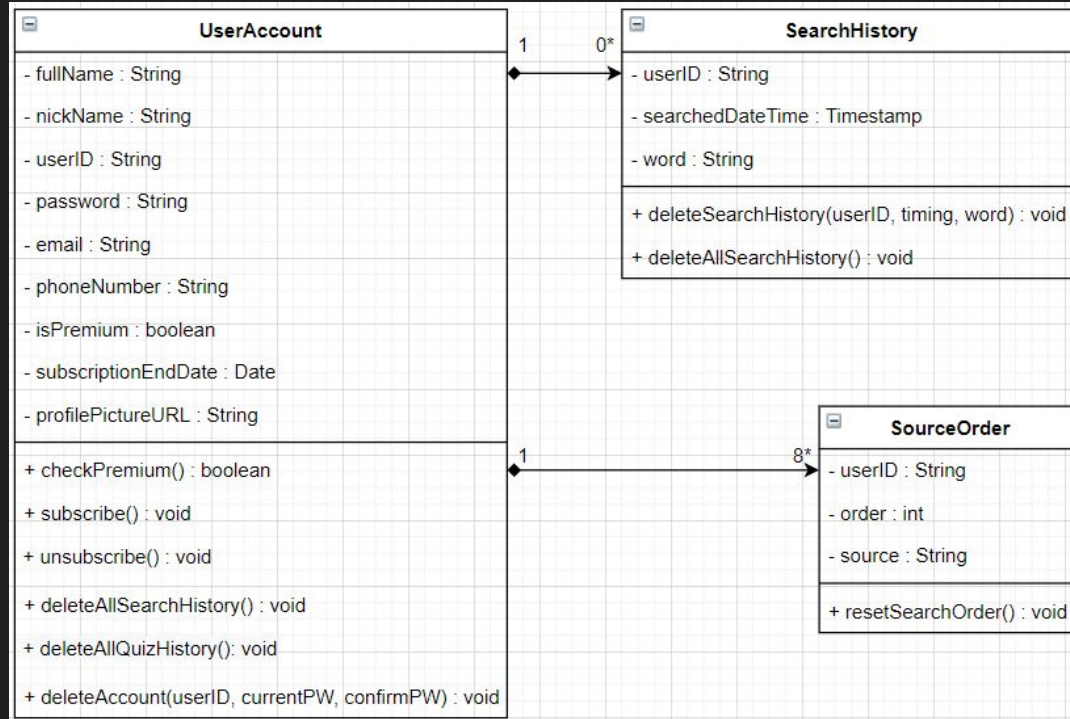 UserAccount
- fullName : String
- nickName : String
- userID : String
- password : String
- email : String
- phoneNumber : String
- isPremium : boolean
- subscriptionEndDate : Date
- profilePictureURL : String
+ checkPremium() : boolean
+ subscribe() : void
+ unsubscribe() : void
+ deleteAllSearchHistory() : void
+ deleteAllQuizHistory(): void
+ deleteAccount(userID, currentPW, confirmPW) : void
1
0*
SearchHistory
- userID : String
- searchedDateTime : Timestamp
- word : String
+ deleteSearchHistory(userID, timing, word) : void
+ deleteAllSearchHistory() : void
1
8*
SourceOrder
- userID : String
- order : int
- source : String
+ resetSearchOrder() : void